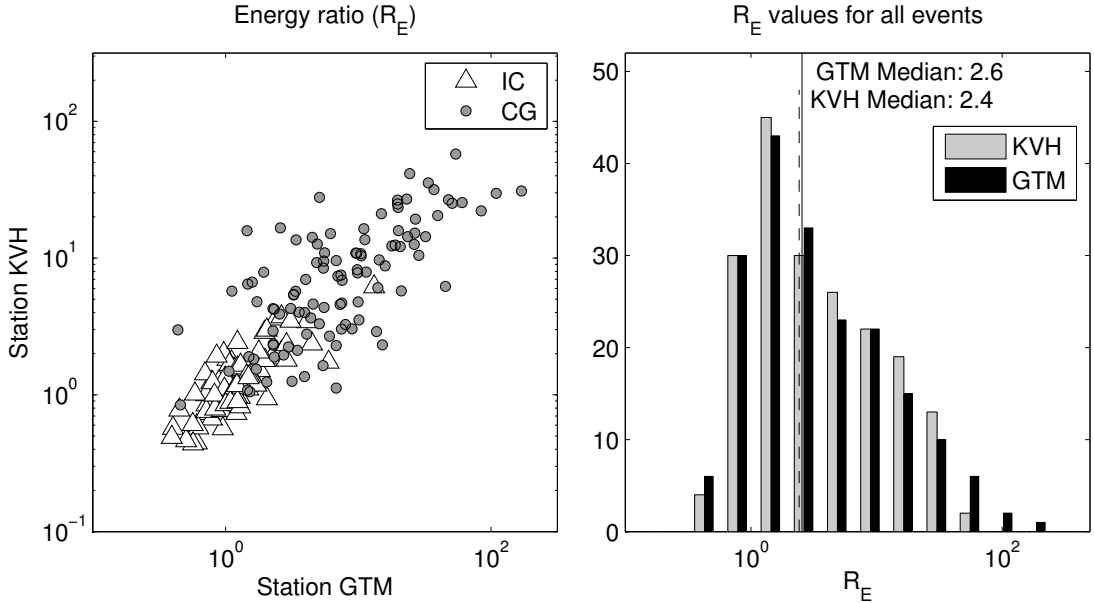 Energy ratio (R_E)
IC
CG
10^2
10^1
10^0
10^-1
10^0
10^2
Station KVH
Station GTM
R_E values for all events
GTM Median: 2.6
KVH Median: 2.4
KVH
GTM
50
40
30
20
10
0
10^0
10^2
R_E